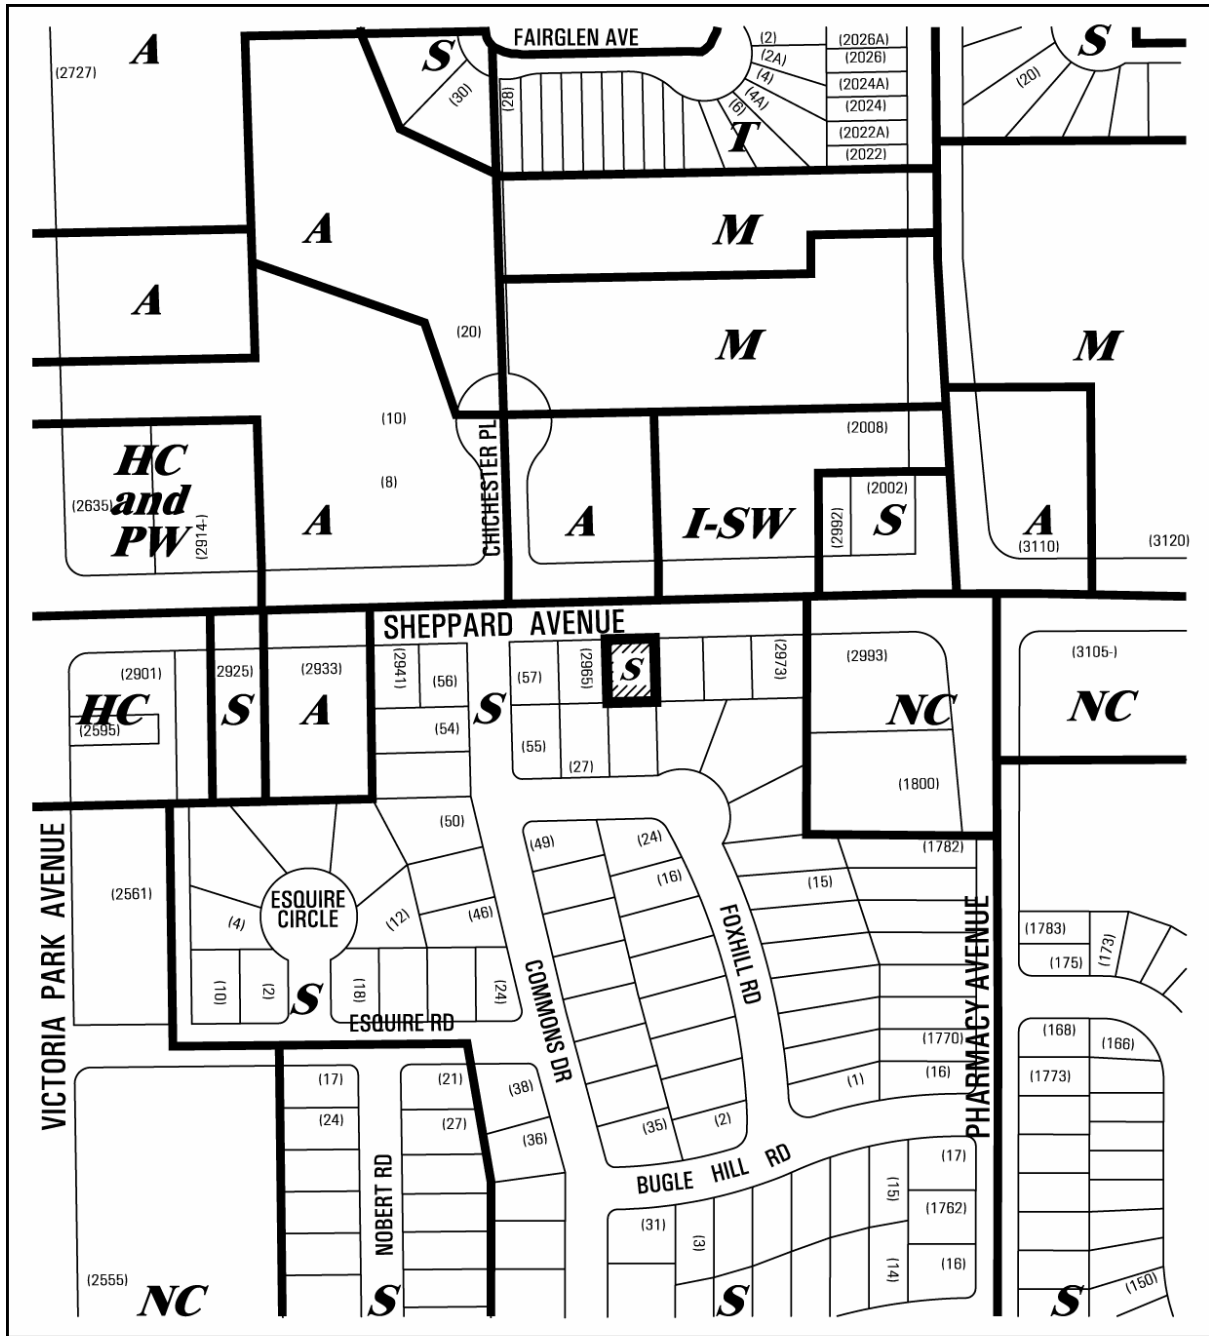 FAIRGLEN AVE
A
(2727)
S
(30)
(28)
(2)
(2A)
(4)
(4A)
(6)
T
(2026A)
(2026)
(2024A)
(2024)
(2022A)
(2022)
S
(20)
A
A
M
M
M
(20)
(10)
(8)
CHICHESTER PL
HC
and
PW
(2635)
(2914-)
A
A
I-SW
(2008)
(2002)
(2992)
S
A
(3110)
(3120)
SHEPPARD AVENUE
(2901)
HC
(2595)
2925)
S
(2933)
A
(2941)
(56)
(54)
S
(57)
(2965)
S
(2973)
(55)
(27)
(2993)
NC
(1800)
(3105-)
NC
VICTORIA PARK AVENUE
(2561)
ESQUIRE
CIRCLE
(4)
(12)
(10)
(2)
S
(18)
(24)
ESQUIRE RD
(50)
(46)
(49)
(24)
(16)
COMMONS DR
FOXHILL RD
(15)
(1782)
(1770)
(16)
(1)
PHARMACY AVENUE
(1783)
(175)
(173)
(168)
(166)
(1773)
(17)
(24)
(21)
(27)
(38)
(36)
(35)
(2)
BUGLE HILL RD
NOBERT RD
(31)
(3)
(15)
(14)
(17)
(1762)
(16)
(2555)
NC
S
S
S
(150)